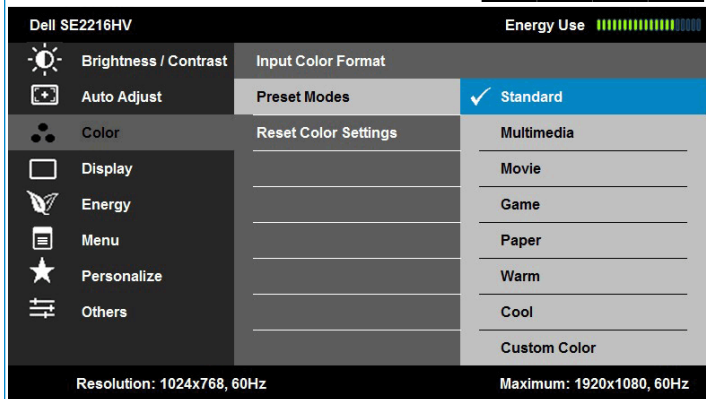 Dell SE2216HV Energy Use
Brightness / Contrast Input Color Format
Auto Adjust Preset Modes Standard
Color Reset Color Settings Multimedia
Display Movie
Energy Game
Menu Paper
Personalize Warm
Others Cool
Custom Color
Resolution: 1024x768, 60Hz Maximum: 1920x1080, 60Hz